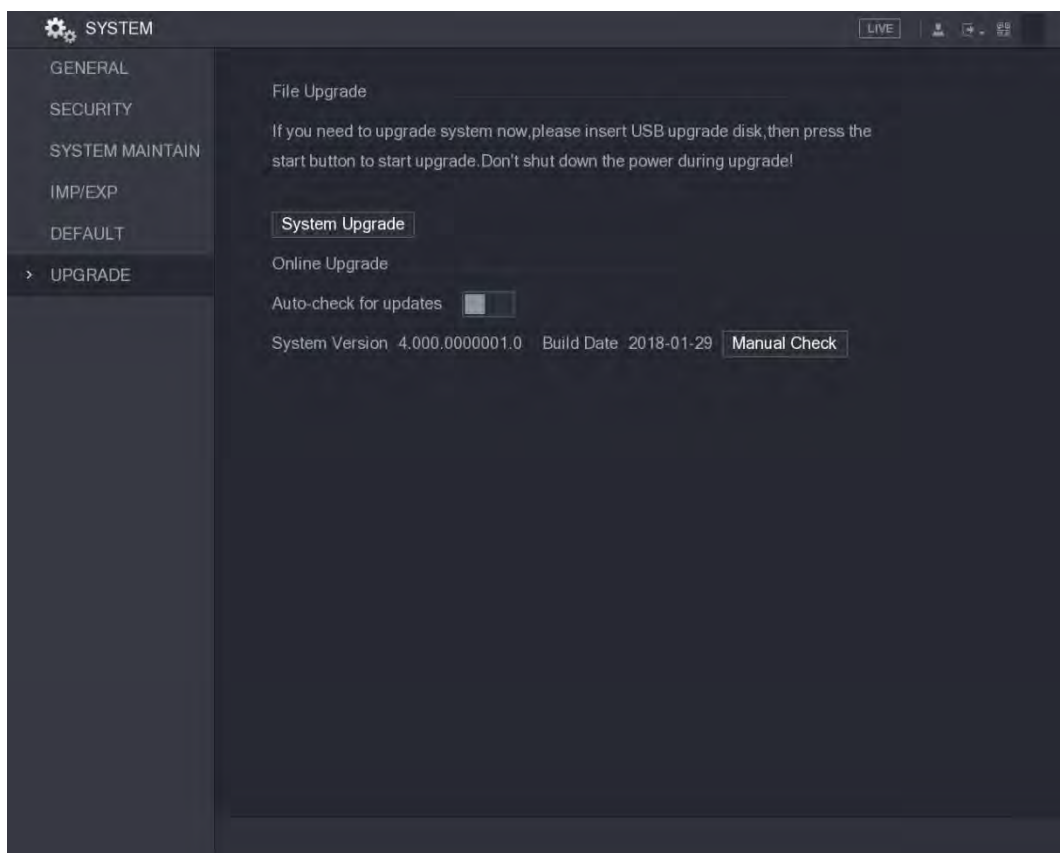 SYSTEM
LIVE
GENERAL
SECURITY
SYSTEM MAINTAIN
IMP/EXP
DEFAULT
> UPGRADE
File Upgrade
If you need to upgrade system now,please insert USB upgrade disk,then press the
start button to start upgrade.Don't shut down the power during upgrade!
System Upgrade
Online Upgrade
Auto-check for updates
System Version 4.000.0000001.0 Build Date 2018-01-29 Manual Check